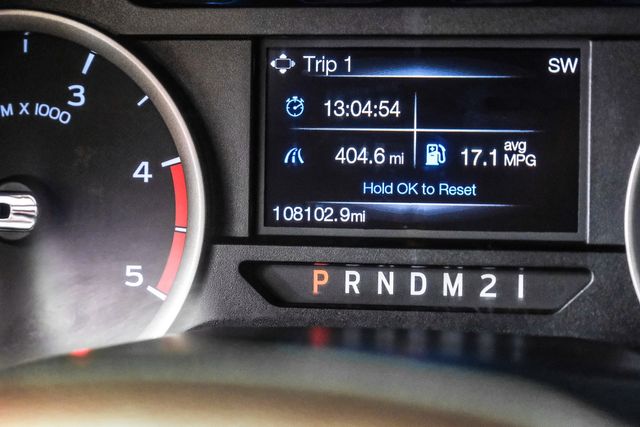 Trip 1 SW
13:04:54
404.6 mi 17.1 avg MPG
Hold OK to Reset
108102.9mi
P R N D M 2 1
3
M X 1000
4
5